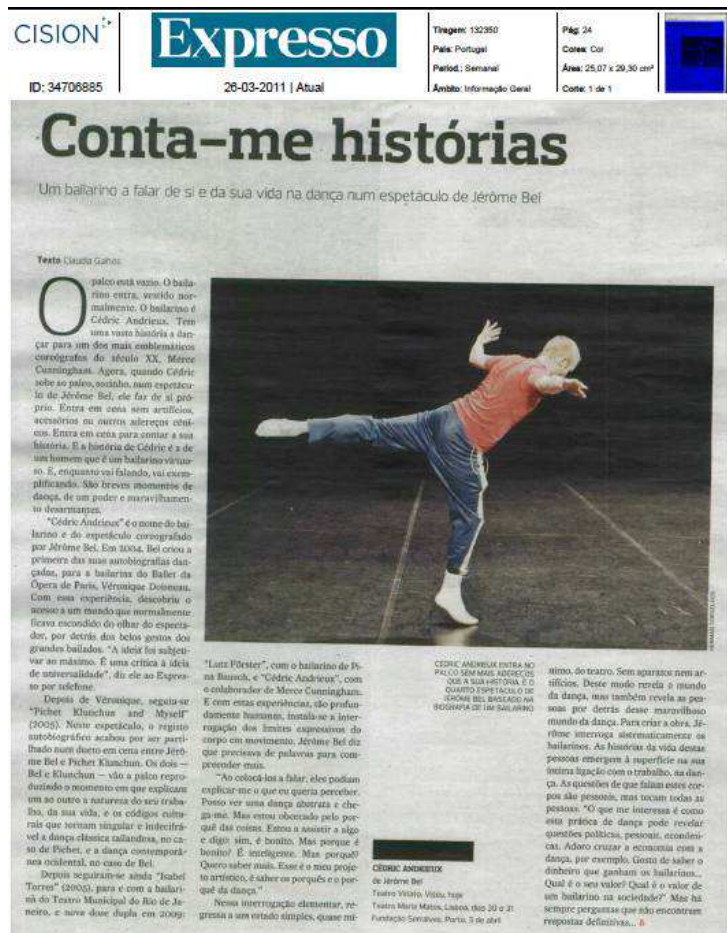 CISION
ID: 34706885
Expresso
26-03-2011 | Atual
Tiragem: 132350
País: Portugal
Period.: Semanal
Âmbito: Informação Geral
Pág: 24
Cores: Cor
Área: 25,07 x 29,30 cm²
Corte: 1 de 1
Conta-me histórias
Um bailarino a falar de si e da sua vida na dança num espetáculo de Jérôme Bel
Texto Claudia Galhós
O palco está vazio. O baila-
rino entra, vestido nor-
malmente. O bailarino é
Cédric Andrieux. Tem
uma vasta história a dan-
çar para um dos mais emblemáticos
coreógrafos do século XX, Merce
Cunningham. Agora, quando Cédric
sobe ao palco, sozinho, num espetácu-
lo de Jérôme Bel, ele faz de si pró-
prio. Entra em cena sem artifícios,
acessórios ou outros adereços céni-
cos. Entra em cena para contar a sua
história. E a história de Cédric é a de
um homem que é um bailarino virtuo-
so. E, enquanto vai falando, vai exem-
plificando. São breves momentos de
dança, de um poder e maravilhamen-
to desarmantes.
"Cédric Andrieux" é o nome do bai-
larino e do espetáculo coreografado
por Jérôme Bel. Em 2004, Bel criou a
primeira das suas autobiografias dan-
çadas, para a bailarina do Ballet da
Ópera de Paris, Véronique Doisneau.
Com essa experiência, descobriu o
acesso a um mundo que normalmente
ficava escondido do olhar do especta-
dor, por detrás dos belos gestos dos
grandes bailados. "A ideia foi subjeti-
var ao máximo. É uma crítica à ideia
de universalidade", diz ele ao Expres-
so por telefone.
Depois de Véronique, seguiu-se
"Pichet Klunchun and Myself"
(2005). Neste espetáculo, o registo
autobiográfico acabou por ser parti-
lhado num dueto em cena entre Jérô-
me Bel e Pichet Klunchun. Os dois —
Bel e Klunchun — vão a palco repro-
duzindo o momento em que explicam
um ao outro a natureza do seu traba-
lho, da sua vida, e os códigos cultu-
rais que tornam singular e indecifrá-
vel a dança clássica tailandesa, no ca-
so de Pichet, e a dança contemporâ-
nea ocidental, no caso de Bel.
Depois seguiram-se ainda "Isabel
Torres" (2005), para e com a bailari-
na do Teatro Municipal do Rio de Ja-
neiro, e nova dose dupla em 2009:
"Lutz Förster", com o bailarino de Pi-
na Bausch, e "Cédric Andrieux", com
o colaborador de Merce Cunningham.
E com estas experiências, tão profun-
damente humanas, instala-se a inter-
rogação dos limites expressivos do
corpo em movimento. Jérôme Bel diz
que precisava de palavras para com-
preender mais.
"Ao colocá-los a falar, eles podiam
explicar-me o que eu queria perceber.
Posso ver uma dança abstrata e che-
ga-me. Mas estou obcecado pelo por-
quê das coisas. Estou a assistir a algo
e digo: sim, é bonito. Mas porque é
bonito? É inteligente. Mas porquê?
Quero saber mais. Esse é o meu proje-
to artístico, é saber os porquês e o por-
quê da dança."
Nessa interrogação elementar, re-
gressa a um estado simples, quase mí-
CÉDRIC ANDRIEUX ENTRA NO
PALCO SEM MAIS ADEREÇOS
QUE A SUA HISTÓRIA. É O
QUARTO ESPETÁCULO DE
JÉRÔME BEL BASEADO NA
BIOGRAFIA DE UM BAILARINO
CÉDRIC ANDRIEUX
de Jérôme Bel
Teatro Viriato, Viseu, hoje
Teatro Maria Matos, Lisboa, dias 30 e 31
Fundação Serralves, Porto, 3 de abril
nimo, do teatro. Sem aparatos nem ar-
tifícios. Deste modo revela o mundo
da dança, mas também revela as pes-
soas por detrás desse maravilhoso
mundo da dança. Para criar a obra, Jé-
rôme interroga sistematicamente os
bailarinos. As histórias da vida destas
pessoas emergem à superfície na sua
íntima ligação com o trabalho, na dan-
ça. As questões de que falam estes cor-
pos são pessoais, mas tocam todas as
pessoas. "O que me interessa é como
esta prática de dança pode revelar
questões políticas, pessoais, económi-
cas. Adoro cruzar a economia com a
dança, por exemplo. Gosto de saber o
dinheiro que ganham os bailarinos...
Qual é o seu valor? Qual é o valor de
um bailarino na sociedade?" Mas há
sempre perguntas que não encontram
respostas definitivas...